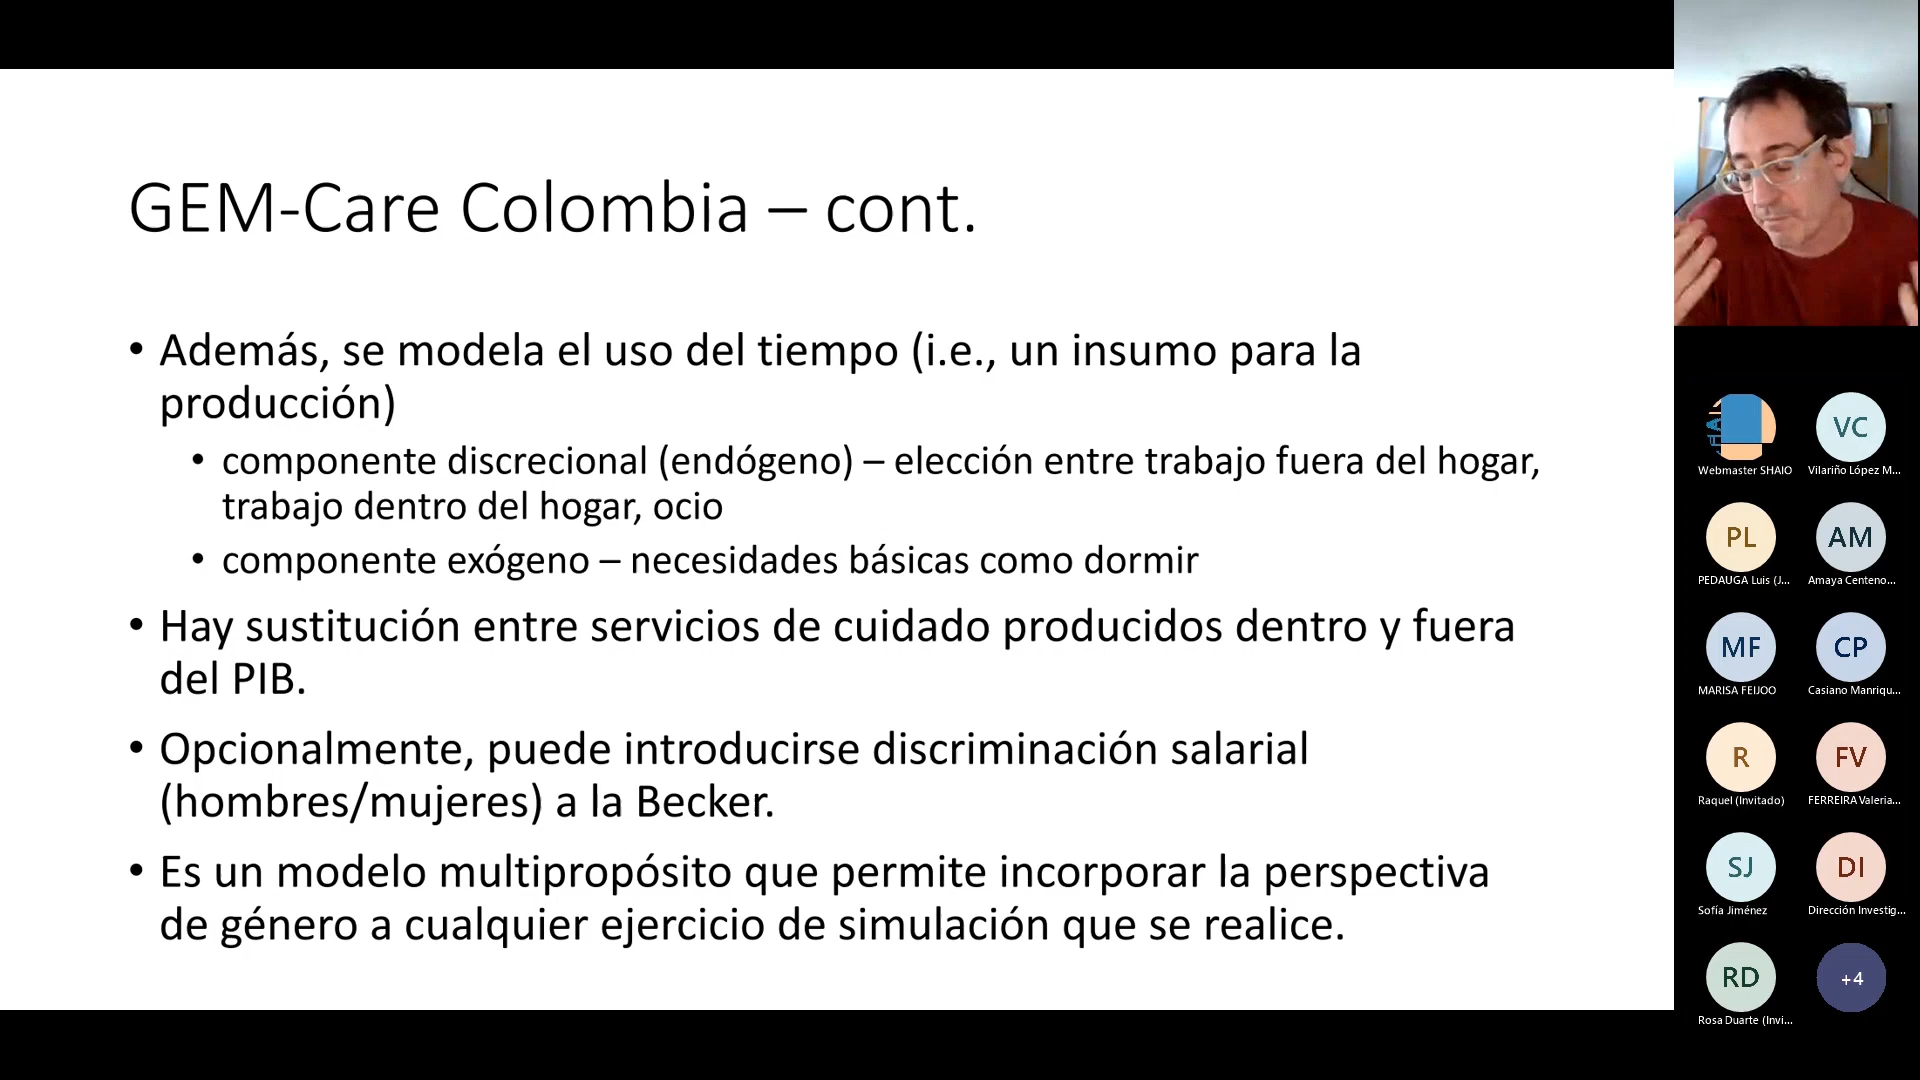 GEM-Care Colombia – cont.
• Además, se modela el uso del tiempo (i.e., un insumo para la
producción)
• componente discrecional (endógeno) – elección entre trabajo fuera del hogar,
trabajo dentro del hogar, ocio
• componente exógeno – necesidades básicas como dormir
• Hay sustitución entre servicios de cuidado producidos dentro y fuera
del PIB.
• Opcionalmente, puede introducirse discriminación salarial
(hombres/mujeres) a la Becker.
• Es un modelo multipropósito que permite incorporar la perspectiva
de género a cualquier ejercicio de simulación que se realice.
VC
Webmaster SHAIO
Vilariño López M...
PL
AM
PEDAUGA Luis (J...
Amaya Centeno...
MF
CP
MARISA FEIJOO
Casiano Manriqu...
R
FV
Raquel (Invitado)
FERREIRA Valeria...
SJ
DI
Sofía Jiménez
Dirección Investig...
RD
+4
Rosa Duarte (Invi...